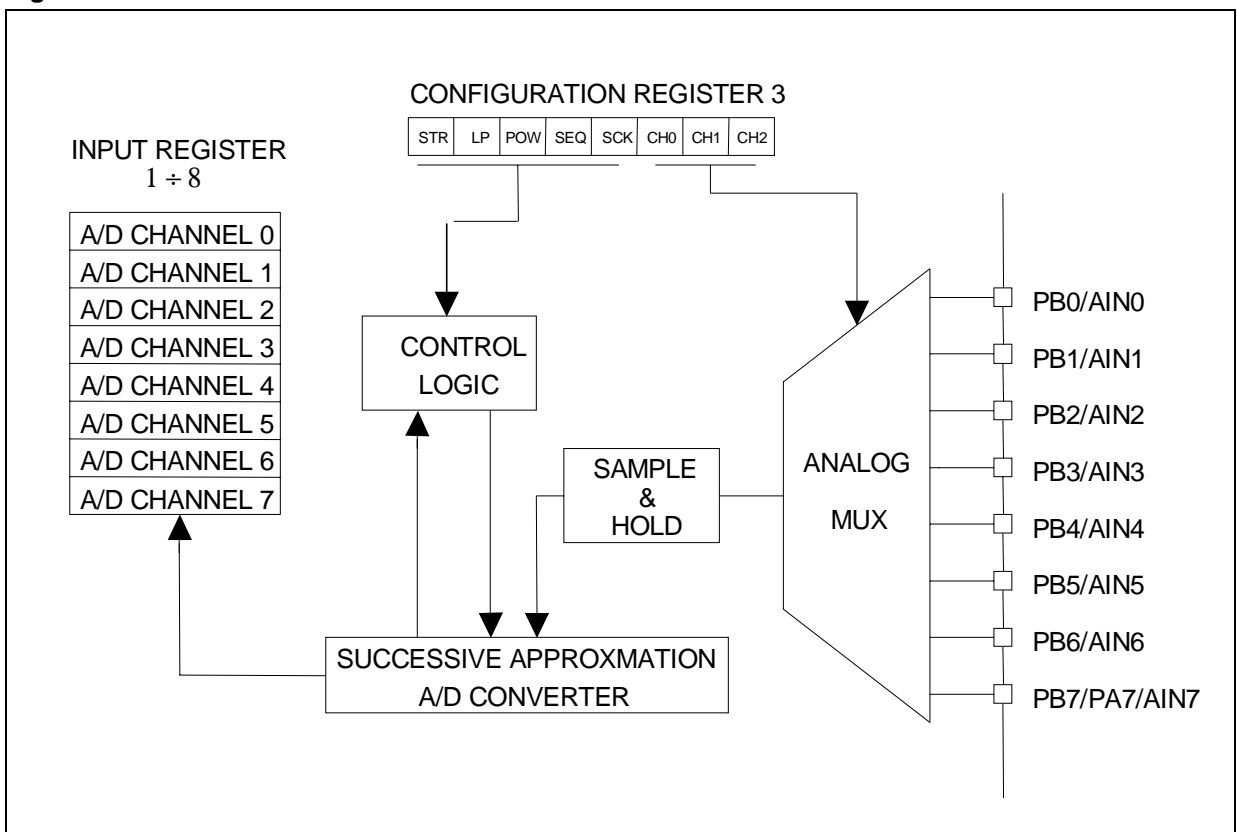 CONFIGURATION REGISTER 3
STR LP POW SEQ SCK CH0 CH1 CH2
INPUT REGISTER
1 ÷ 8
A/D CHANNEL 0
A/D CHANNEL 1
A/D CHANNEL 2
A/D CHANNEL 3
A/D CHANNEL 4
A/D CHANNEL 5
A/D CHANNEL 6
A/D CHANNEL 7
CONTROL
LOGIC
SAMPLE
&
HOLD
ANALOG
MUX
SUCCESSIVE APPROXMATION
A/D CONVERTER
PB0/AIN0
PB1/AIN1
PB2/AIN2
PB3/AIN3
PB4/AIN4
PB5/AIN5
PB6/AIN6
PB7/PA7/AIN7